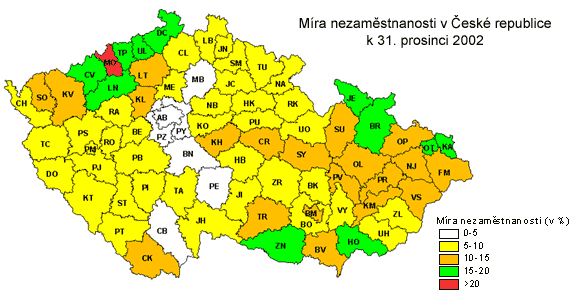 Míra nezaměstnanosti v České republice
k 31. prosinci 2002
DC
LB
TP
UL
JN
MO
CL
SM
CV
LT
TU
MB
LN
ME
JC
NA
CH
SO
KV
KL
NB
HK
RK
JE
RA
AB
KO
PU
BR
PZ
PY
UO
SU
PS
RO
BE
KH
CR
OP
OT
KA
TC
PM
BN
SY
PB
HB
OL
NJ
FM
PJ
DO
PV
PR
PI
TA
PE
ZR
BK
KT
JI
VS
ST
BM
VY
KM
TR
ZL
JH
BO
PT
CB
UH
ZN
HO
BV
CK
Míra nezaměstnanosti (v %)
0-5
5-10
10-15
15-20
>20